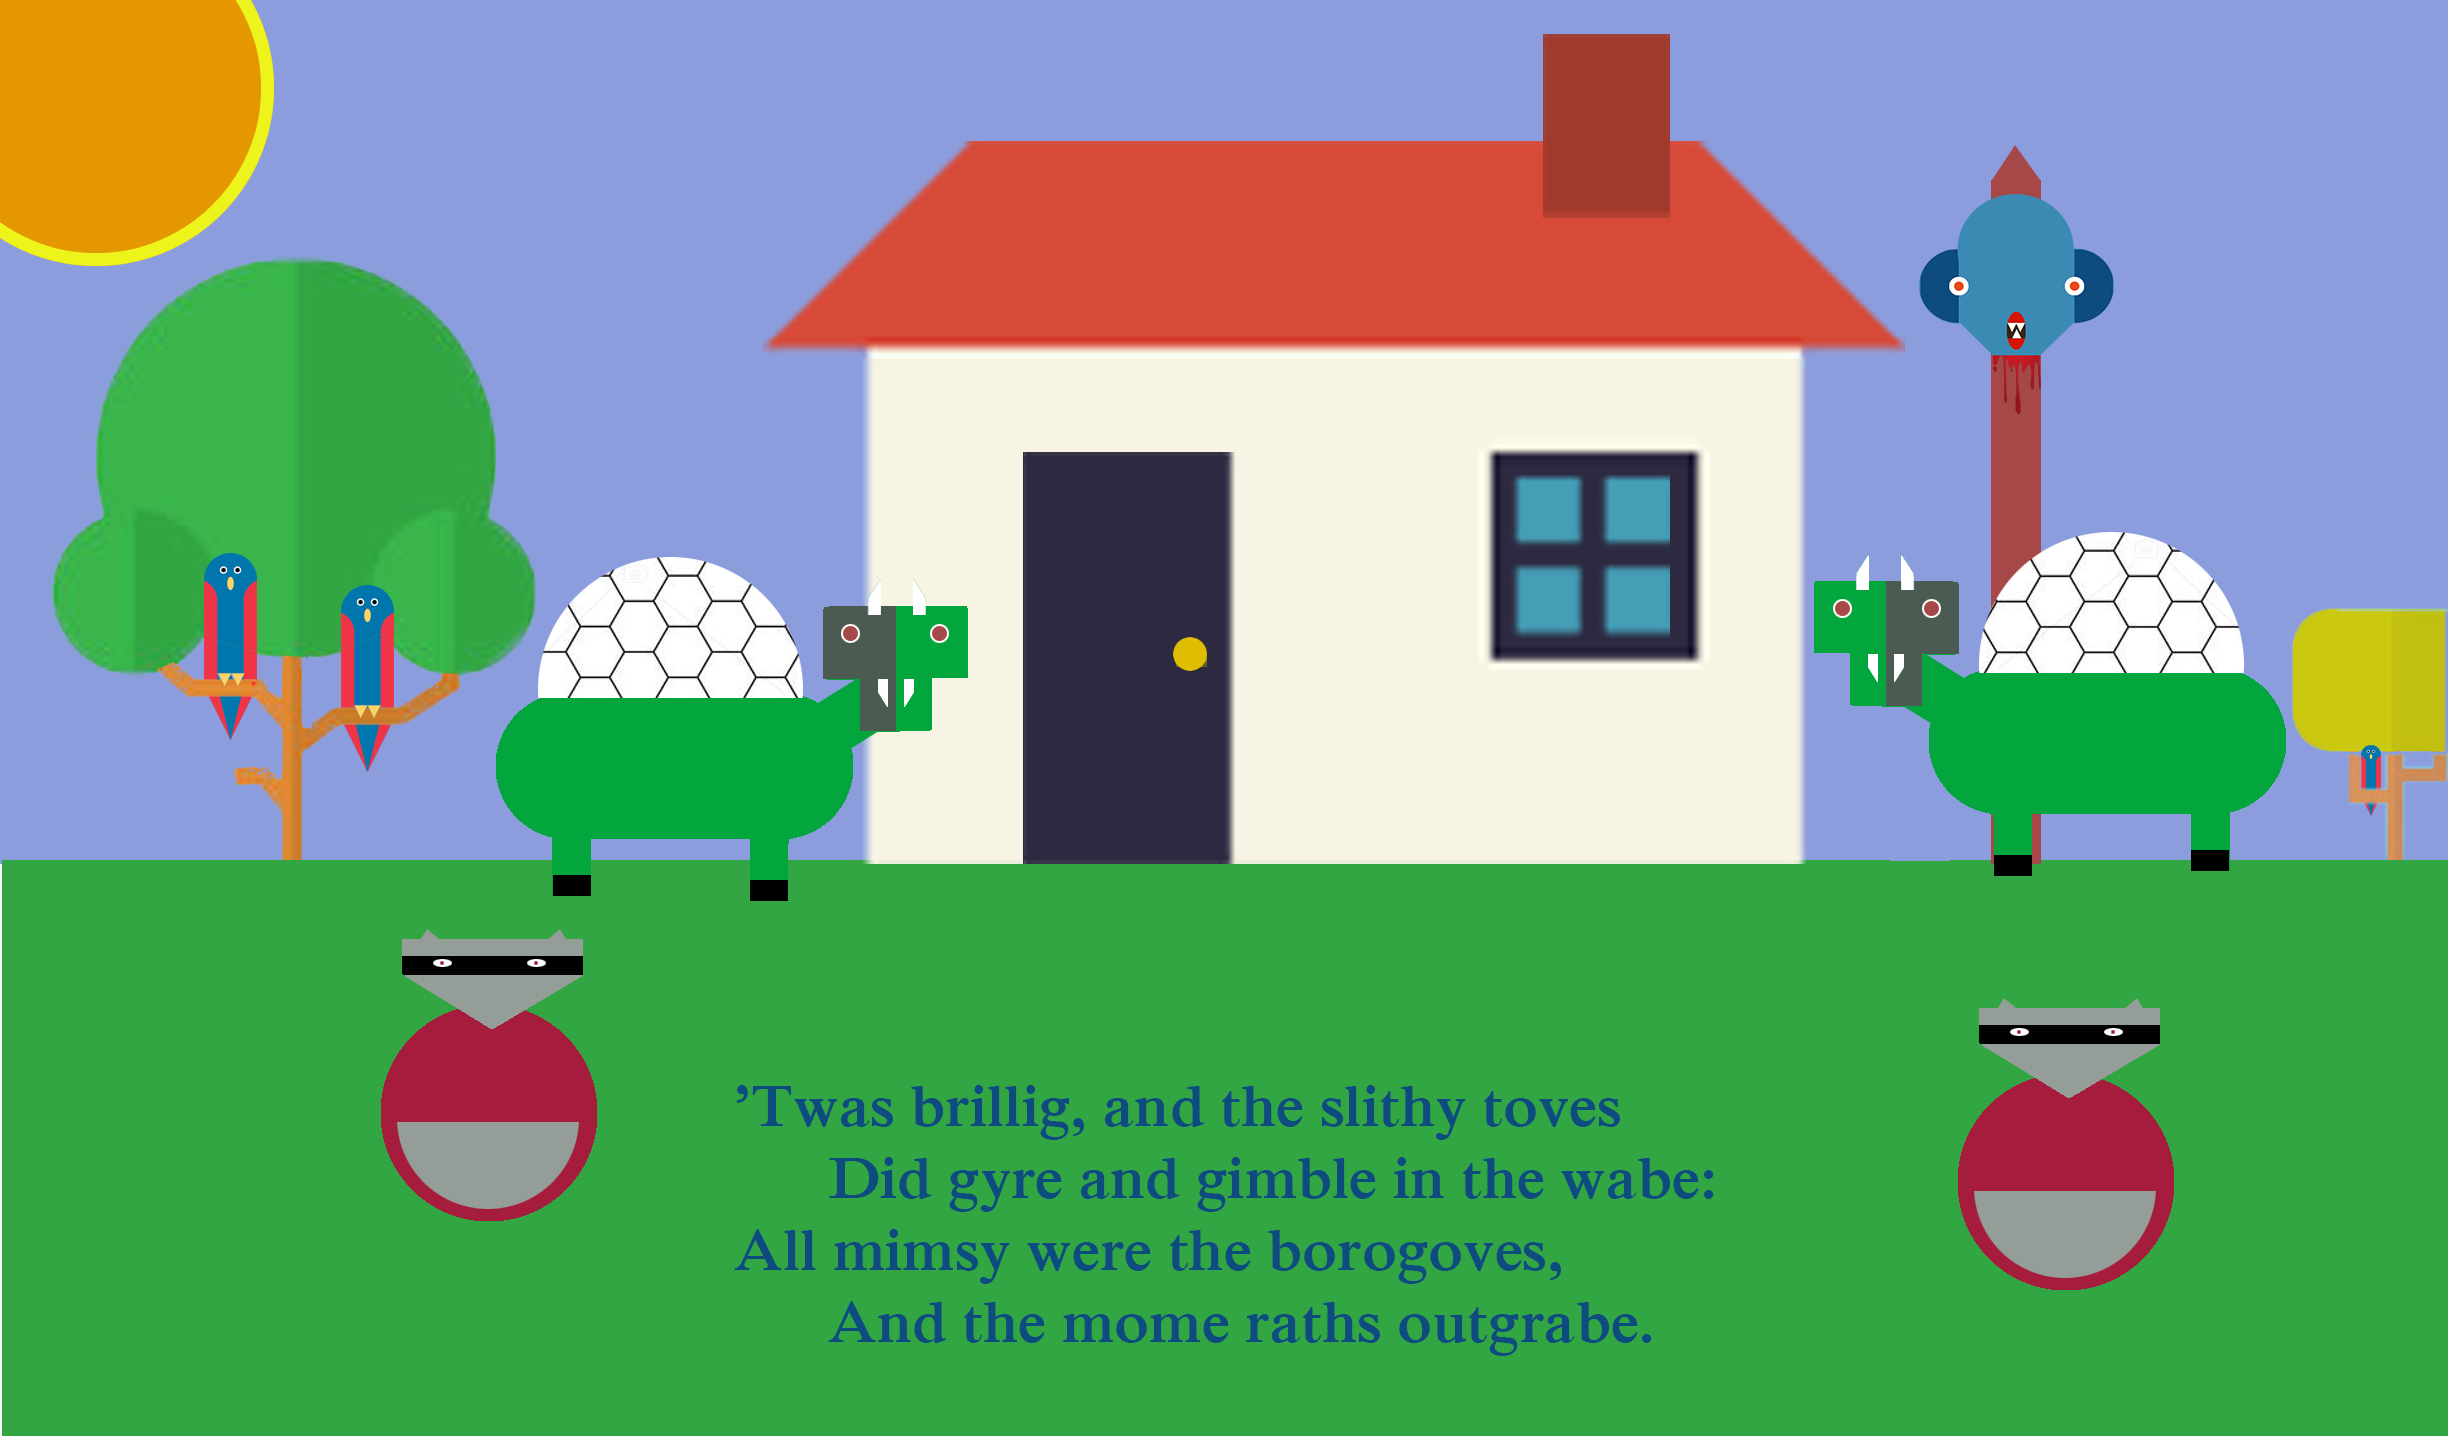 ’Twas brillig, and the slithy toves
Did gyre and gimble in the wabe:
All mimsy were the borogoves,
And the mome raths outgrabe.